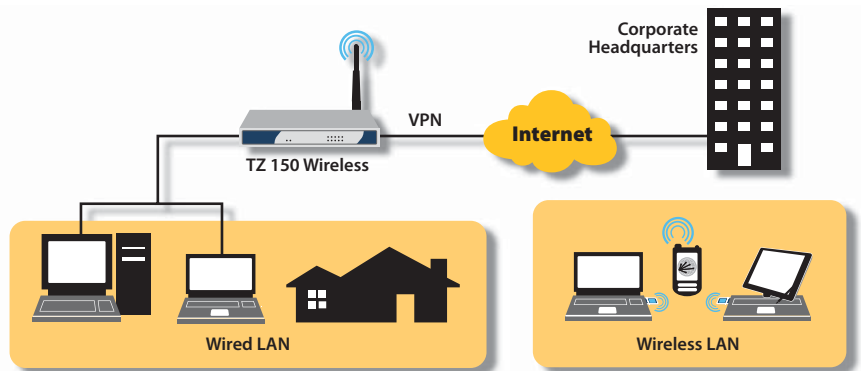 Corporate
Headquarters
VPN
Internet
TZ 150 Wireless
Wired LAN
Wireless LAN